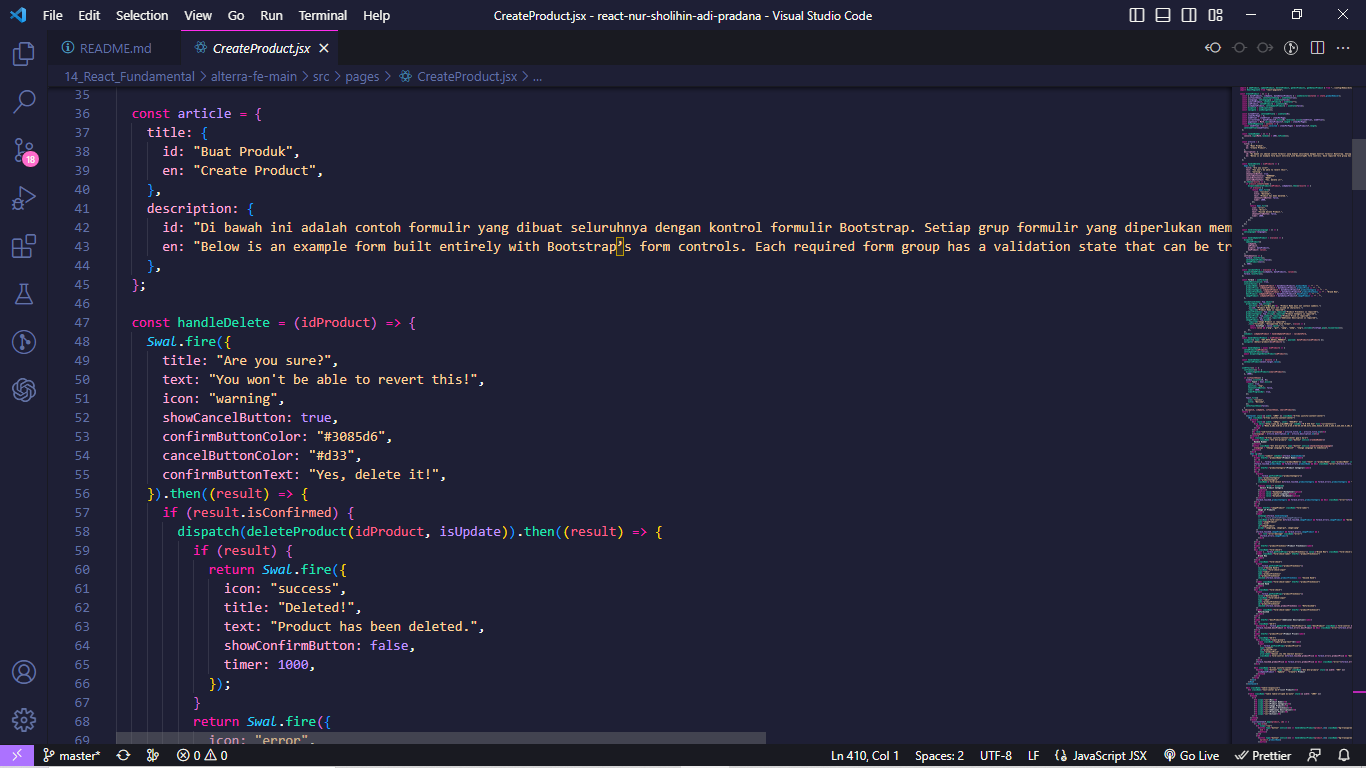 File Edit Selection View Go Run Terminal Help CreateProduct.jsx - react-nur-sholihin-adi-pradana - Visual Studio Code
README.md CreateProduct.jsx
14_React_Fundamental > alterra-fe-main > src > pages > CreateProduct.jsx > ...
35
36 const article = {
37 title: {
38 id: "Buat Produk",
39 en: "Create Product",
40 },
41 description: {
42 id: "Di bawah ini adalah contoh formulir yang dibuat seluruhnya dengan kontrol formulir Bootstrap. Setiap grup formulir yang diperlukan mem
43 en: "Below is an example form built entirely with Bootstrap’s form controls. Each required form group has a validation state that can be tr
44 },
45 };
46
47 const handleDelete = (idProduct) => {
48 Swal.fire({
49 title: "Are you sure?",
50 text: "You won't be able to revert this!",
51 icon: "warning",
52 showCancelButton: true,
53 confirmButtonColor: "#3085d6",
54 cancelButtonColor: "#d33",
55 confirmButtonText: "Yes, delete it!",
56 }).then((result) => {
57 if (result.isConfirmed) {
58 dispatch(deleteProduct(idProduct, isUpdate)).then((result) => {
59 if (result) {
60 return Swal.fire({
61 icon: "success",
62 title: "Deleted!",
63 text: "Product has been deleted.",
64 showConfirmButton: false,
65 timer: 1000,
66 });
67 }
68 return Swal.fire({
69 icon: "error",
18
master* 0 0 Ln 410, Col 1 Spaces: 2 UTF-8 LF JavaScript JSX Go Live Prettier